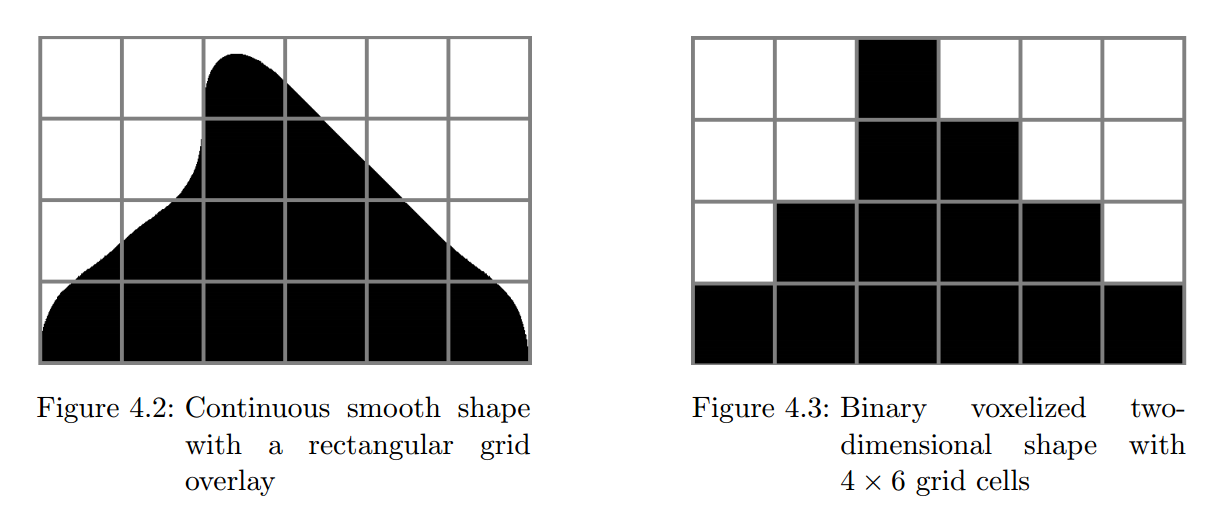 Figure 4.2: Continuous smooth shape
with a rectangular grid
overlay
Figure 4.3: Binary voxelized two-
dimensional shape with
4 × 6 grid cells